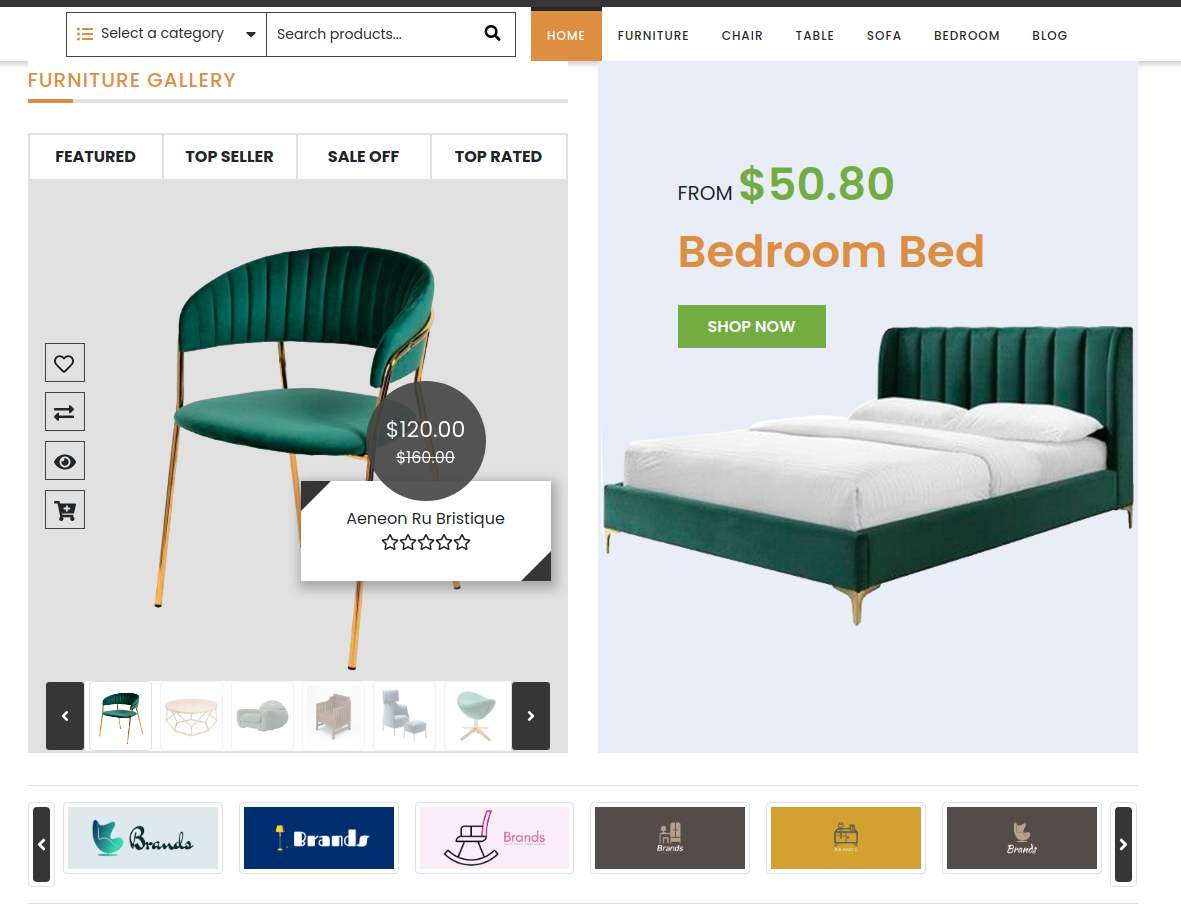 Select a category
Search products...
HOME
FURNITURE
CHAIR
TABLE
SOFA
BEDROOM
BLOG
FURNITURE GALLERY
FEATURED
TOP SELLER
SALE OFF
TOP RATED
$120.00
$160.00
Aeneon Ru Bristique
FROM $50.80
Bedroom Bed
SHOP NOW
Brands
Brands
Brands
Brands
BRANDS
Brands